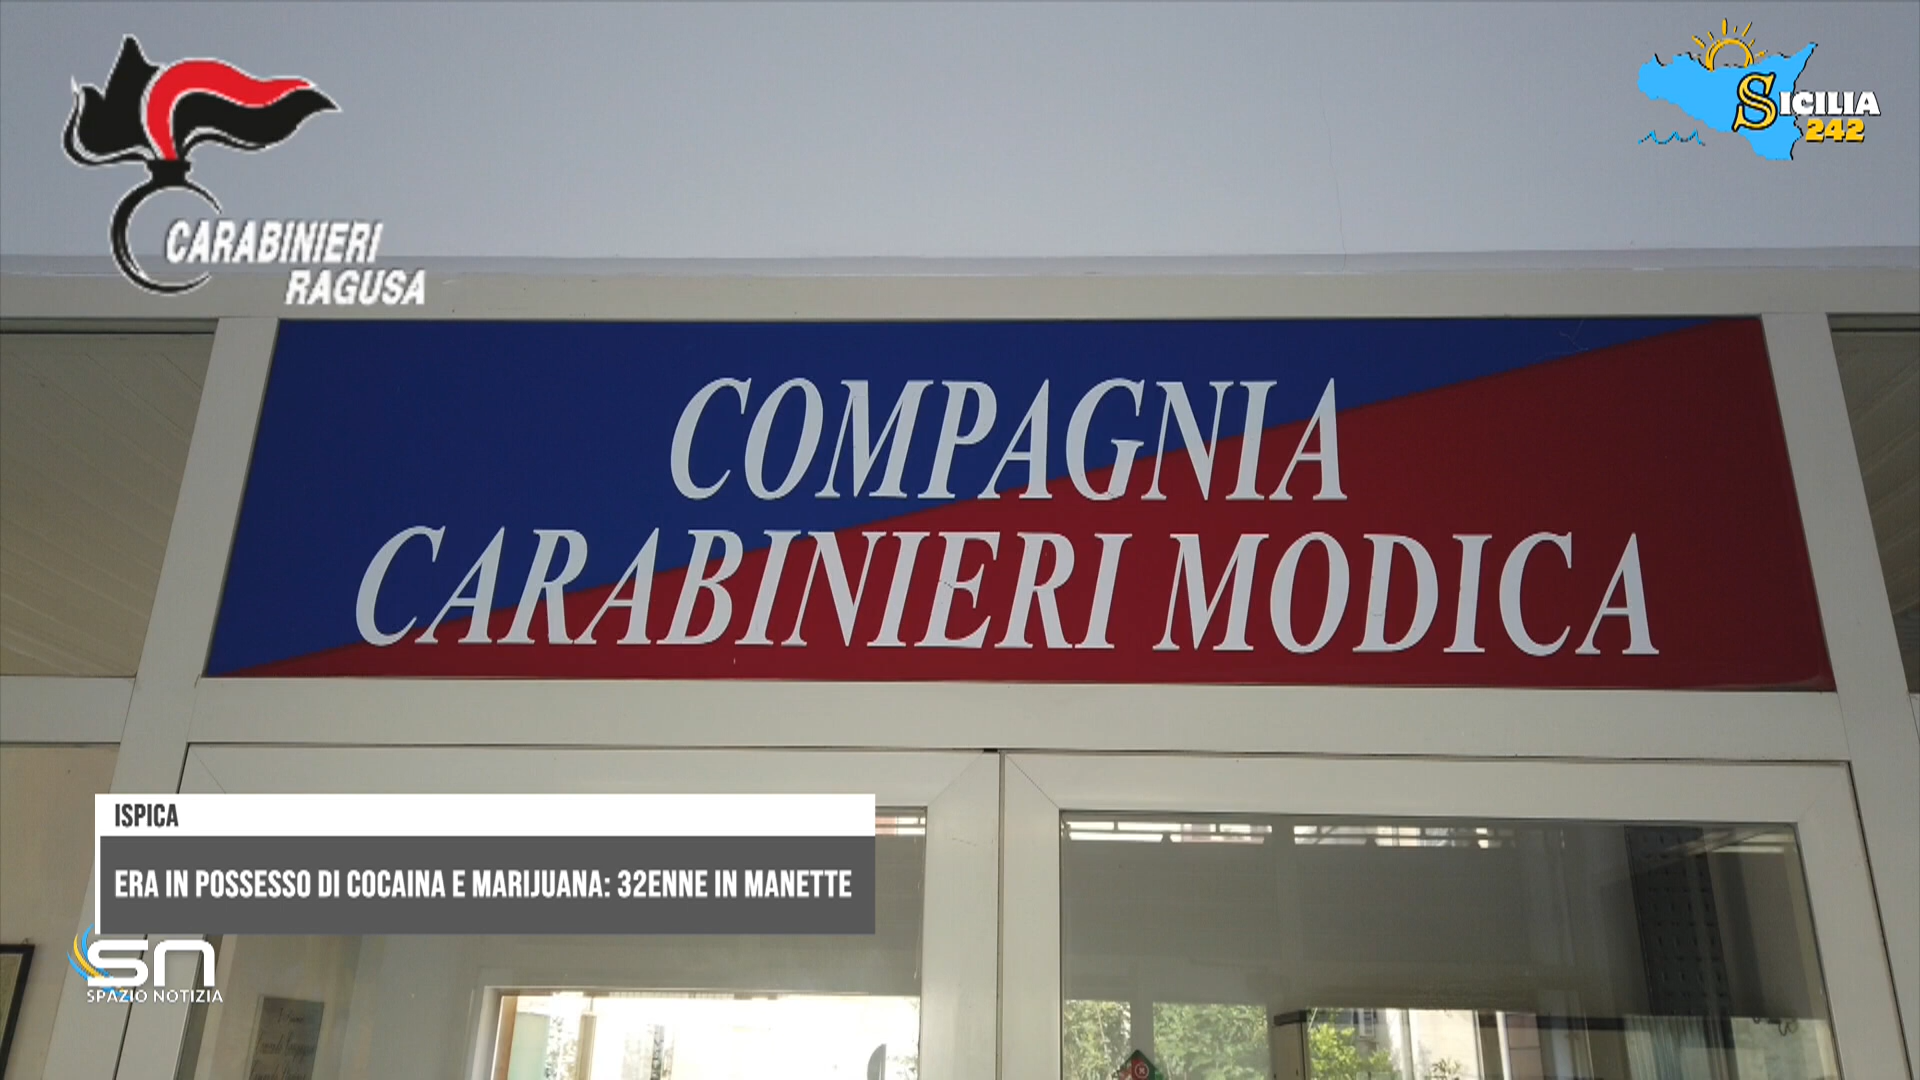 CARABINIERI
RAGUSA
SICILIA
242
COMPAGNIA
CARABINIERI MODICA
ISPICA
ERA IN POSSESSO DI COCAINA E MARIJUANA: 32ENNE IN MANETTE
SN
SPAZIO NOTIZIA